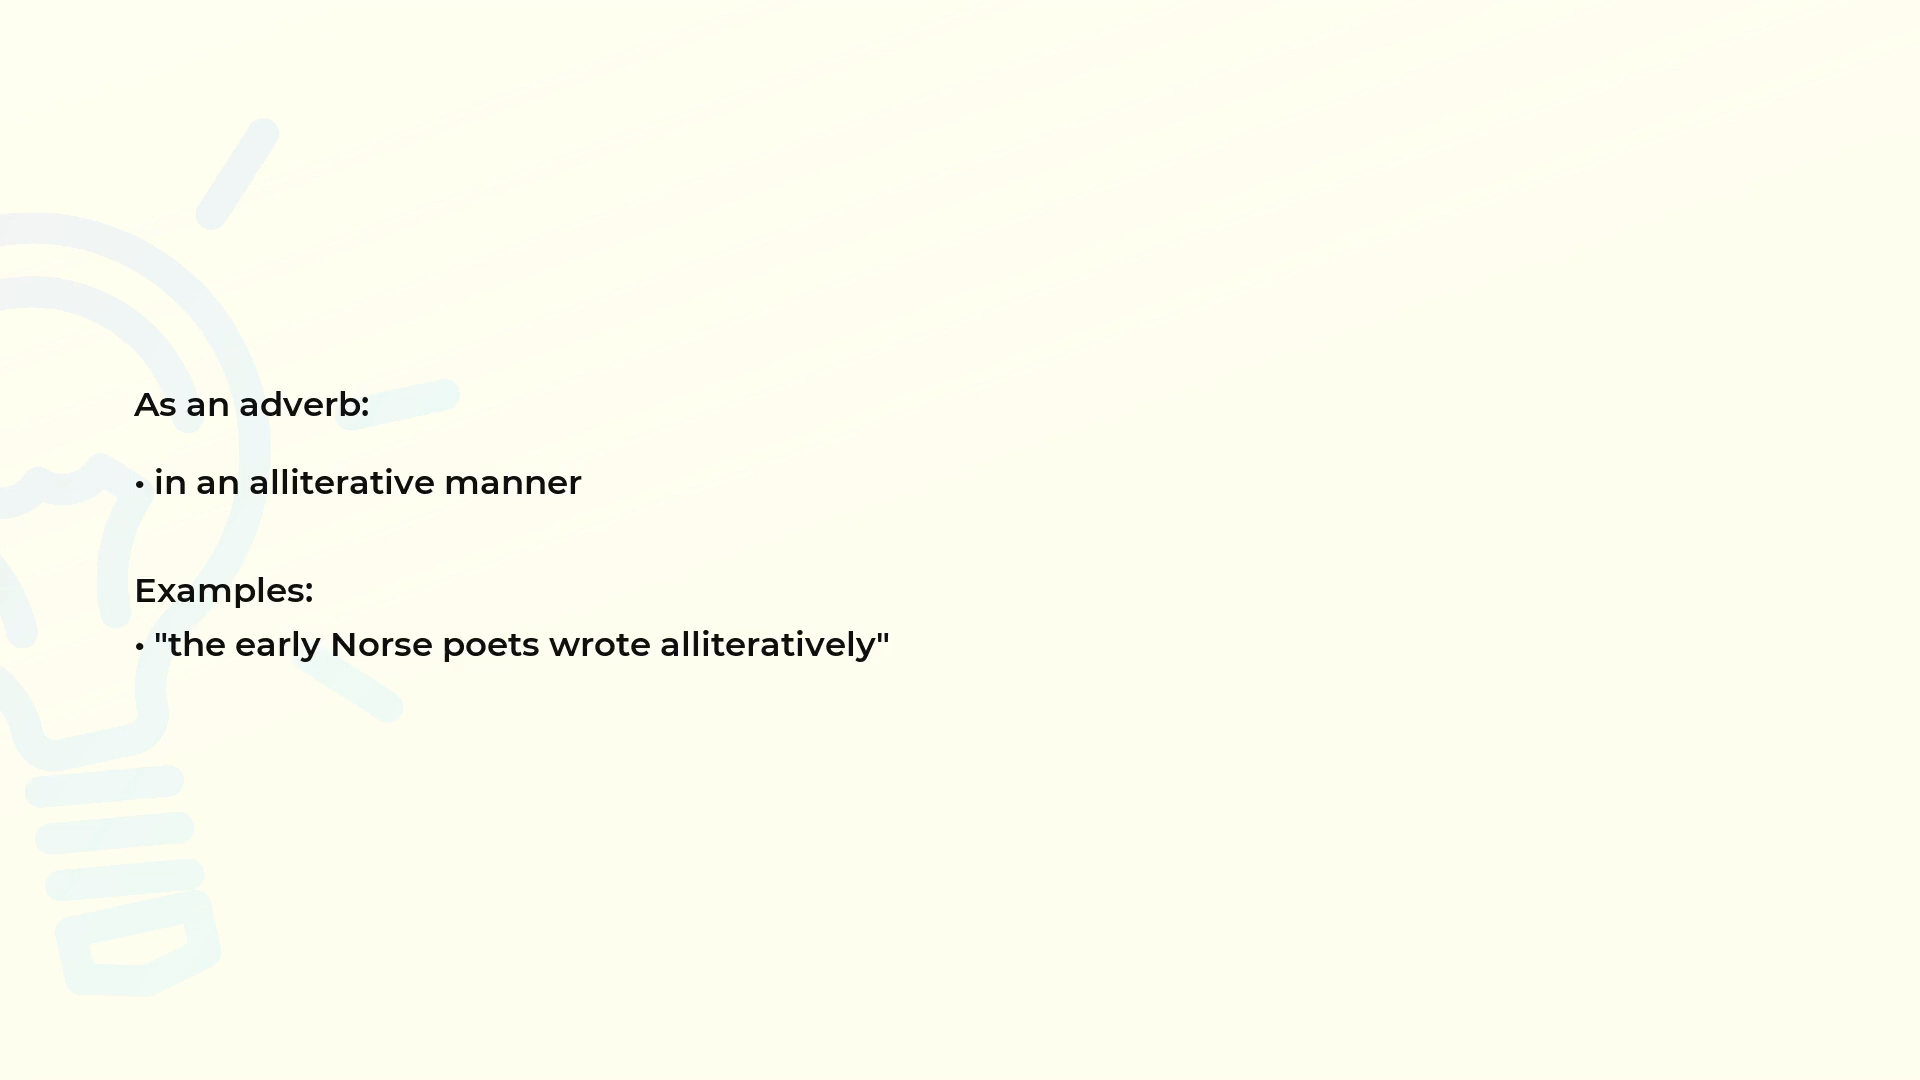 As an adverb:
• in an alliterative manner
Examples:
• "the early Norse poets wrote alliteratively"